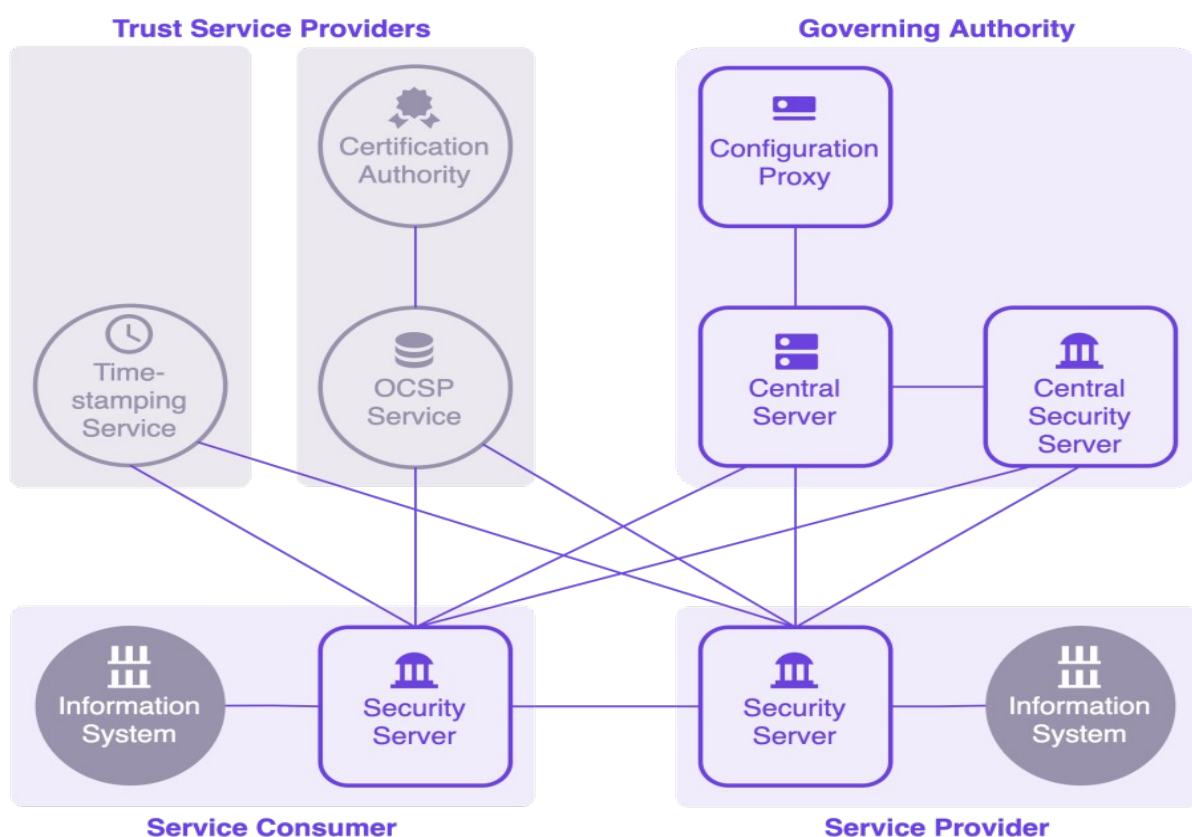 Trust Service Providers
Governing Authority
Certification
Authority
Configuration
Proxy
Time-
stamping
Service
OCSP
Service
Central
Server
Central
Security
Server
Information
System
Security
Server
Security
Server
Information
System
Service Consumer
Service Provider